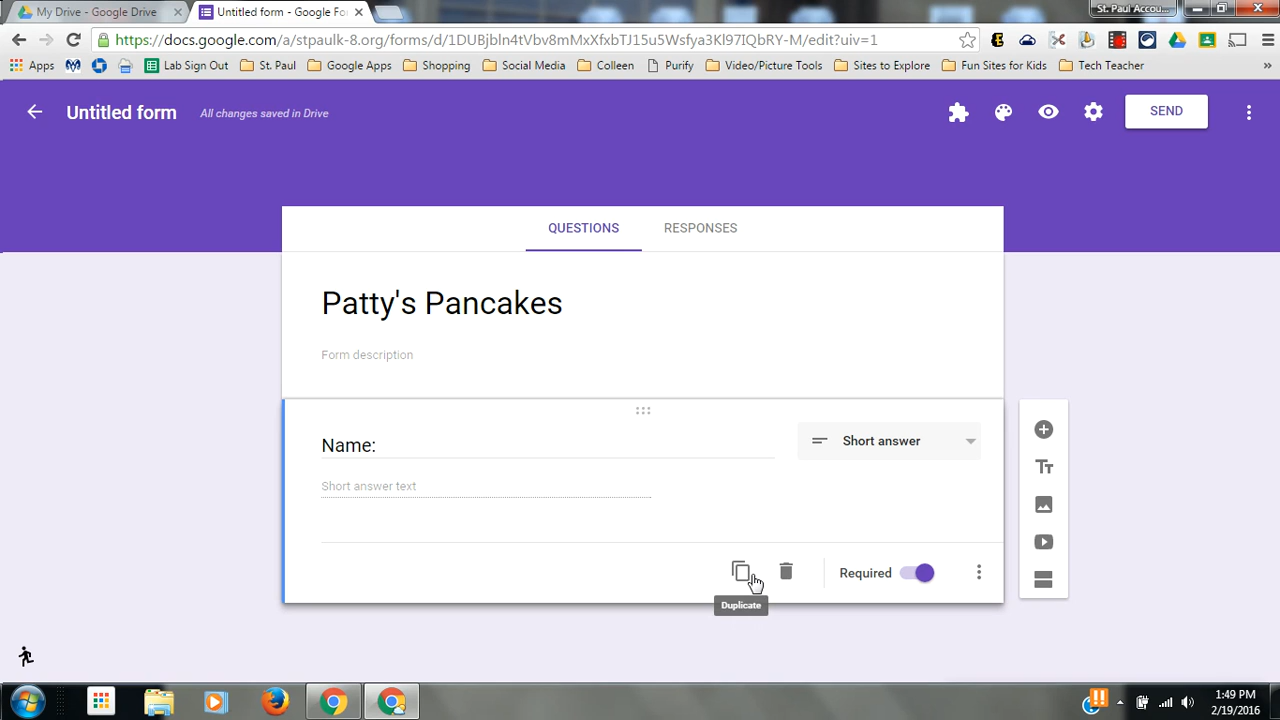 My Drive - Google Drive
Untitled form - Google Fo
St. Paul Accou...
https://docs.google.com/a/stpaulk-8.org/forms/d/1DlJBjbIn4tVbv8mMxXfxbTJ15u5Wsfya3Kl97IQbRY-M/edit?uiv=1
Apps
Lab Sign Out
St. Paul
Google Apps
Shopping
Social Media
Colleen
Purify
Video/Picture Tools
Sites to Explore
Fun Sites for Kids
Tech Teacher
»
Untitled form
All changes saved in Drive
SEND
QUESTIONS
RESPONSES
Patty's Pancakes
Form description
Name:
Short answer
Short answer text
Required
Duplicate
Tт
1:49 PM
2/19/2016